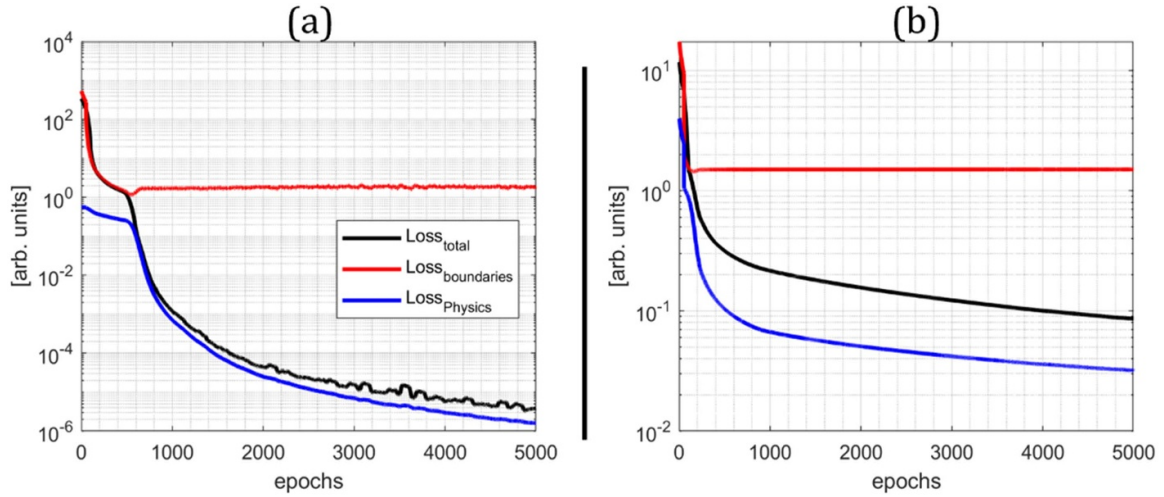 (a)
(b)
10^4
10^2
10^0
10^-2
10^-4
10^-6
[arb. units]
Loss_total
Loss_boundaries
Loss_Physics
0 1000 2000 3000 4000 5000
epochs
10^1
10^0
10^-1
10^-2
[arb. units]
0 1000 2000 3000 4000 5000
epochs